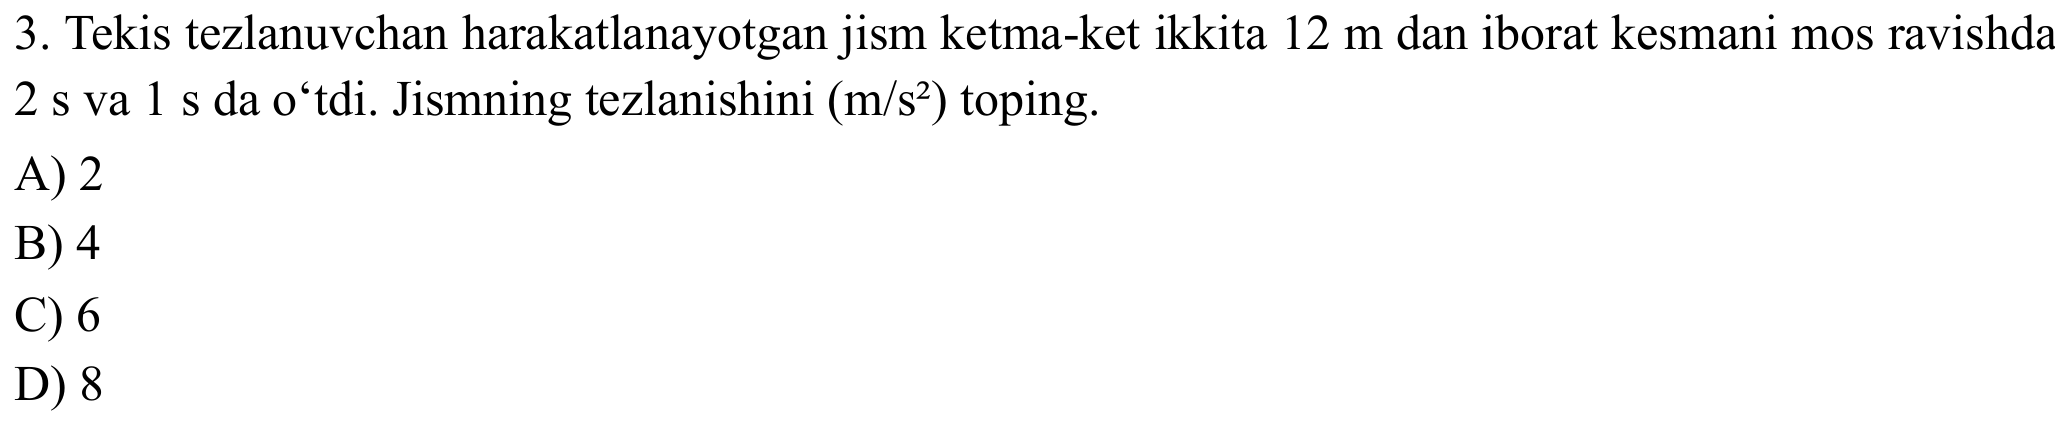 3. Tekis tezlanuvchan harakatlanayotgan jism ketma-ket ikkita 12 m dan iborat kesmani mos ravishda
2 s va 1 s da o‘tdi. Jismning tezlanishini (m/s²) toping.
A) 2
B) 4
C) 6
D) 8